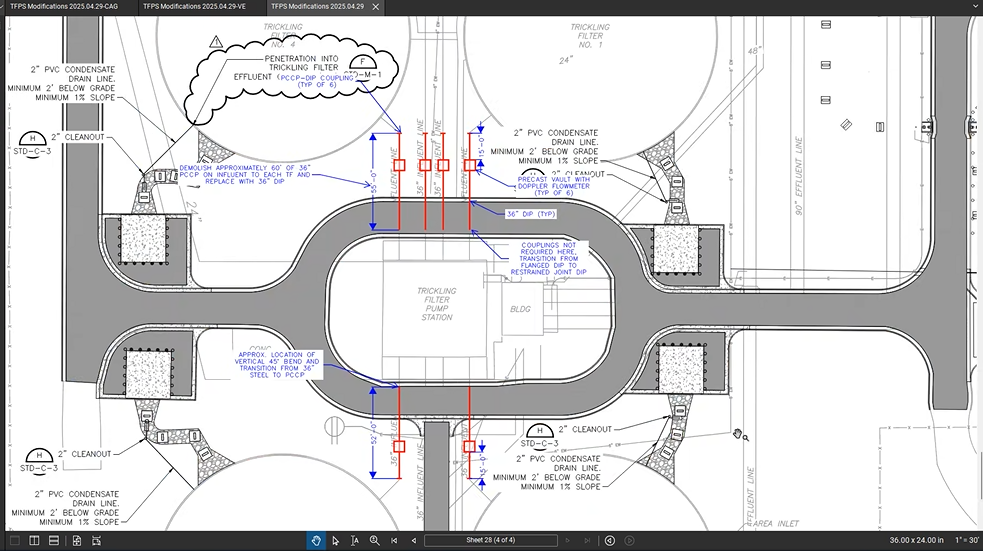 TFPS Modifications 2025.04.29-CAG
TFPS Modifications 2025.04.29-VE
TFPS Modifications 2025.04.29
TRICKLING
FILTER
NO. 4
TRICKLING
FILTER
NO. 1
24"
48"
PENETRATION INTO
TRICKLING FILTER
EFFLUENT
PCCP-DIP COUPLING
(TYP OF 6)
F
M-1
2" PVC CONDENSATE
DRAIN LINE.
MINIMUM 2' BELOW GRADE
MINIMUM 1% SLOPE
H
STD-C-3
2" CLEANOUT
DEMOLISH APPROXIMATELY 60' OF 36"
PCCP ON INFLUENT TO EACH TF AND
REPLACE WITH 36" DIP
24"
55'-0"
15'-0"
2" PVC CONDENSATE
DRAIN LINE.
MINIMUM 2' BELOW GRADE
MINIMUM 1% SLOPE
CLEANOUT
PRECAST VAULT WITH
DOPPLER FLOWMETER
(TYP OF 6)
36" DIP (TYP)
COUPLINGS NOT
REQUIRED HERE,
TRANSITION FROM
FLANGED DIP TO
RESTRAINED JOINT DIP
90" EFFLUENT LINE
TRICKLING
FILTER
PUMP
STATION
BLDG
CONC
APPROX. LOCATION OF
VERTICAL 45° BEND AND
TRANSITION FROM 36"
STEEL TO PCCP
52'-0"
15'-0"
36" INFLUENT LINE
H
STD-C-3
2" CLEANOUT
2" PVC CONDENSATE
DRAIN LINE.
MINIMUM 2' BELOW GRADE
MINIMUM 1% SLOPE
H
STD-C-3
2" CLEANOUT
2" PVC CONDENSATE
DRAIN LINE.
MINIMUM 2' BELOW GRADE
MINIMUM 1% SLOPE
EFFLUENT LINE
AREA INLET
Sheet 28 (4 of 4)
36.00 x 24.00 in
1" = 30'